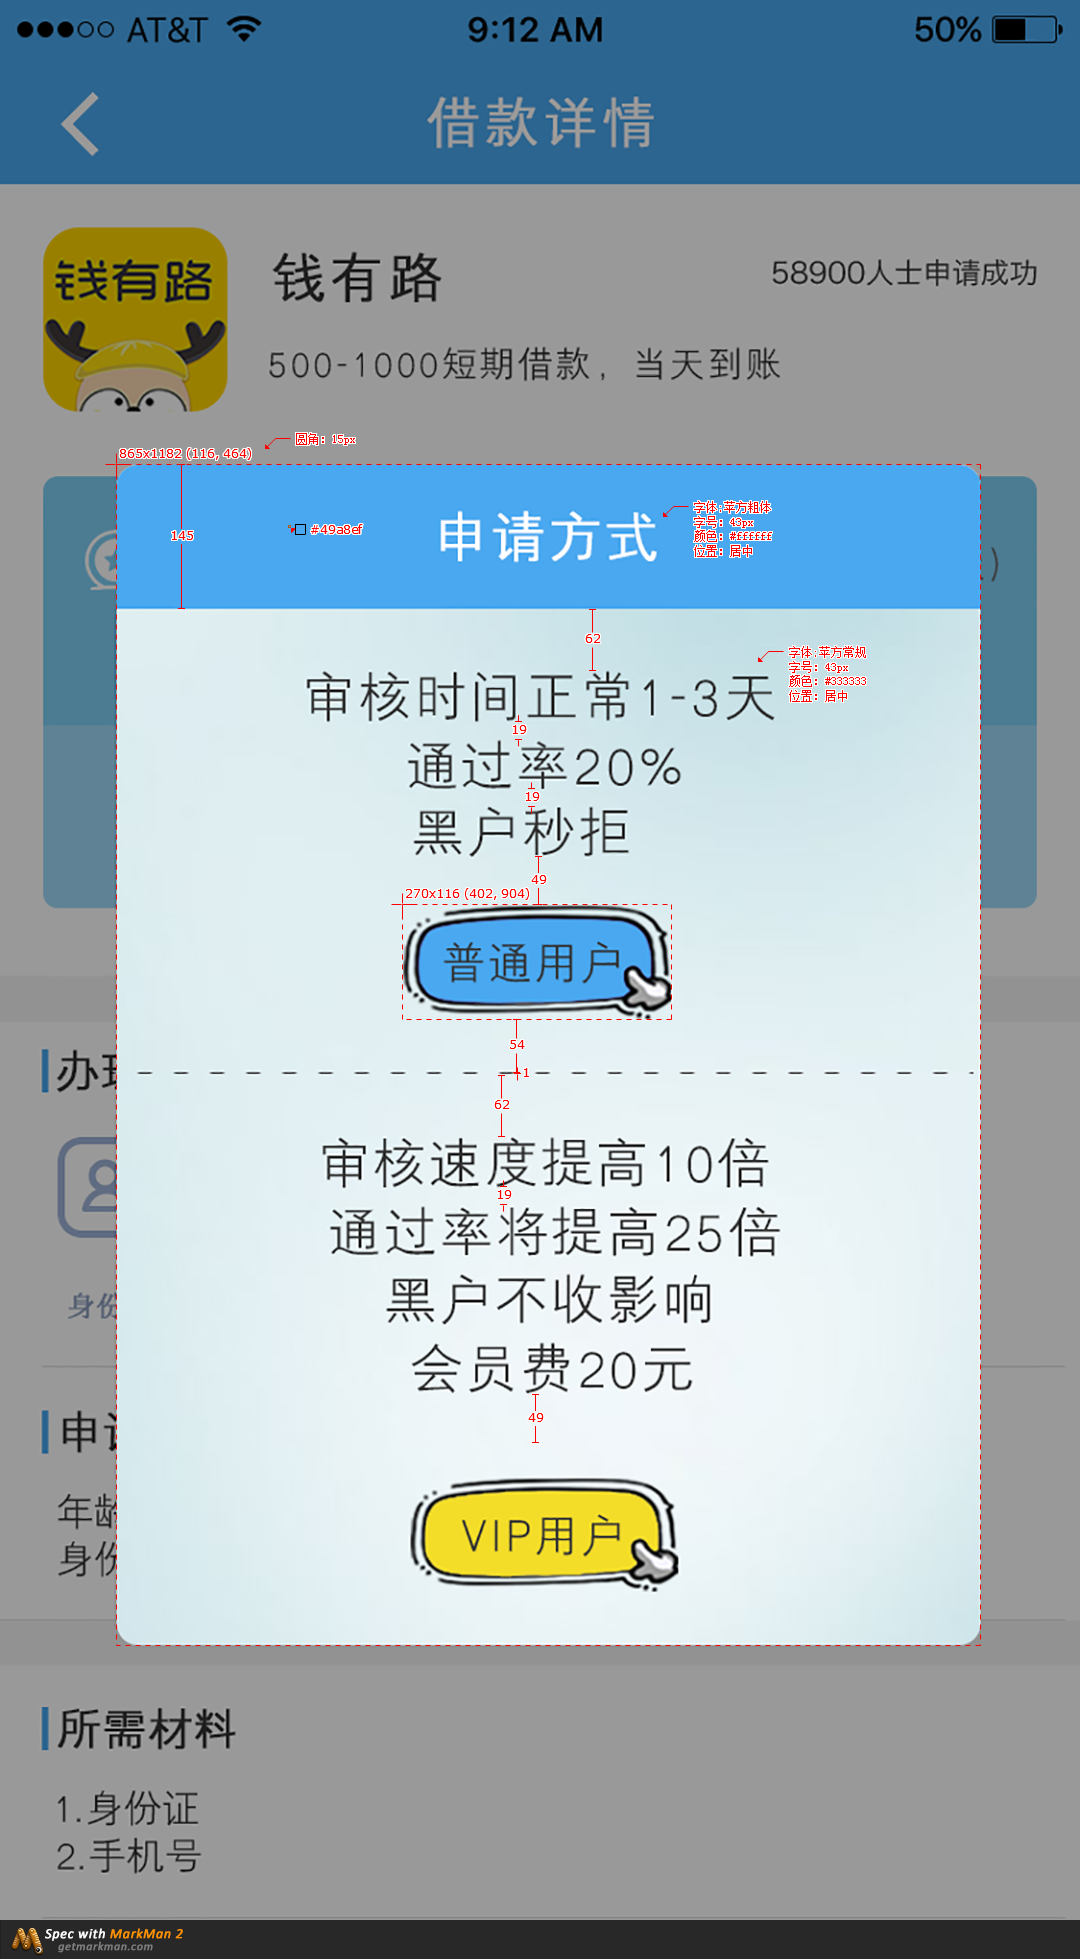 AT&T
9:12 AM
50%
借款详情
钱有路
钱有路
58900人士申请成功
500-1000短期借款，当天到账
圆角：15px
865x1182 (116, 464)
145
#49a8ef
申请方式
字体:苹方粗体
字号：43px
颜色：#ffffff
位置：居中
)
62
字体:苹方常规
字号：43px
颜色：#333333
位置：居中
审核时间正常1-3天
19
通过率20%
19
黑户秒拒
49
270x116 (402, 904)
普通用户
54
1
办理
62
审核速度提高10倍
19
通过率将提高25倍
黑户不收影响
身份
会员费20元
49
申请
年龄
身份
VIP用户
所需材料
1.身份证
2.手机号
Spec with MarkMan 2
getmarkman.com